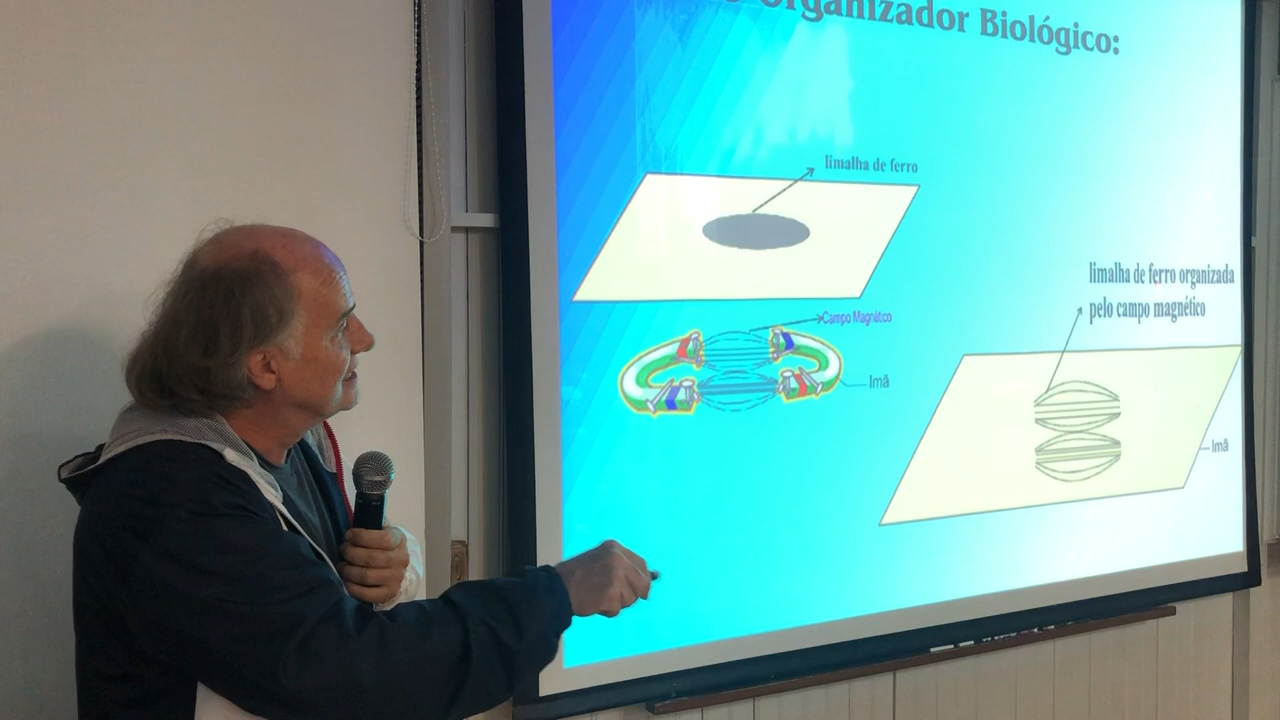 organizador Biológico:
limalha de ferro
limalha de ferro organizada
pelo campo magnético
Campo Magnético
Imã
Imã